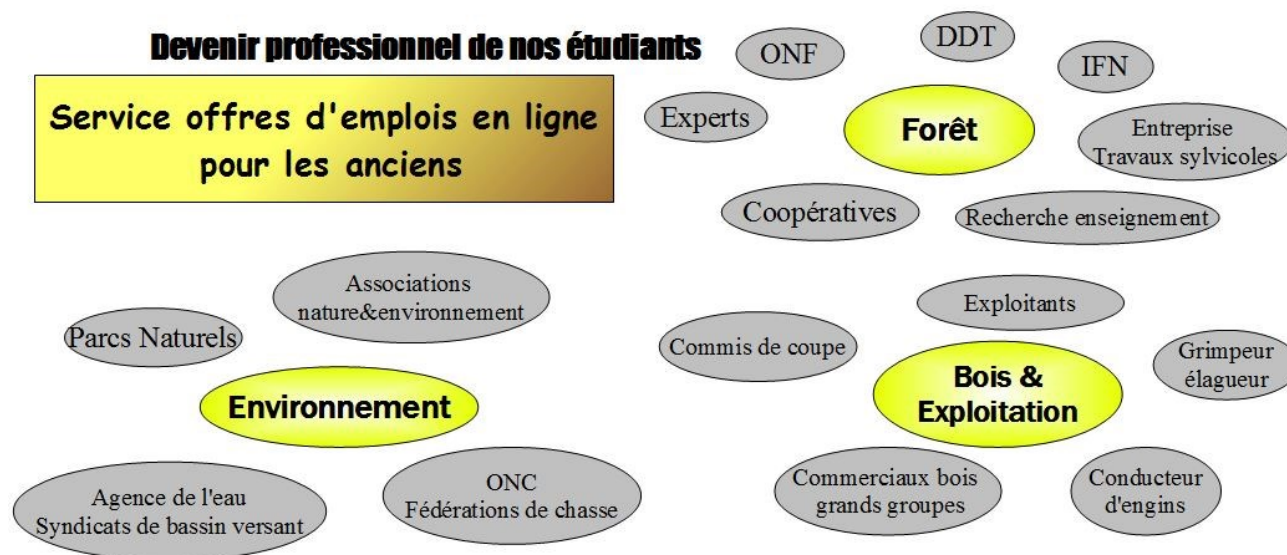 Devenir professionnel de nos étudiants
Service offres d'emplois en ligne
pour les anciens
ONF
DDT
IFN
Experts
Forêt
Entreprise
Travaux sylvicoles
Coopératives
Recherche enseignement
Associations
nature&environnement
Parcs Naturels
Environnement
Agence de l'eau
Syndicats de bassin versant
ONC
Fédérations de chasse
Exploitants
Commis de coupe
Grimpeur
élagueur
Bois &
Exploitation
Commerciaux bois
grands groupes
Conducteur
d'engins